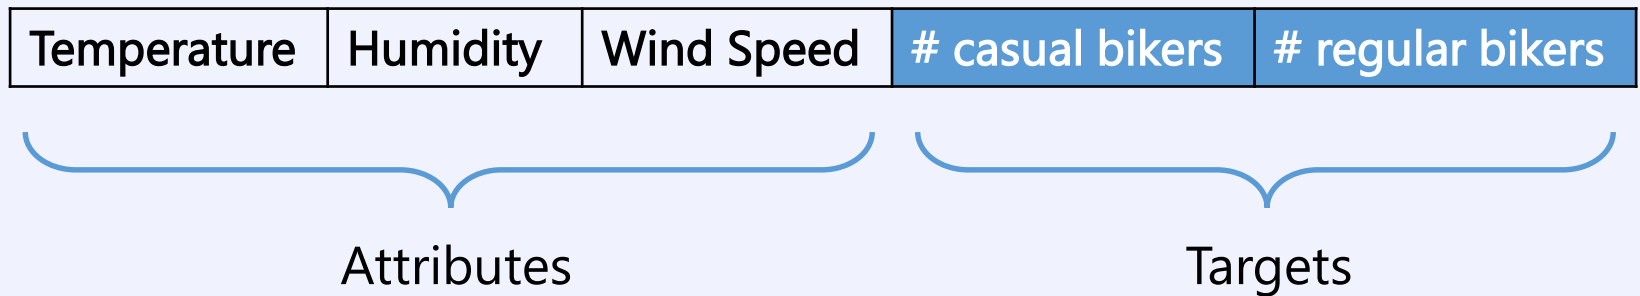 Temperature Humidity Wind Speed # casual bikers # regular bikers
Attributes Targets